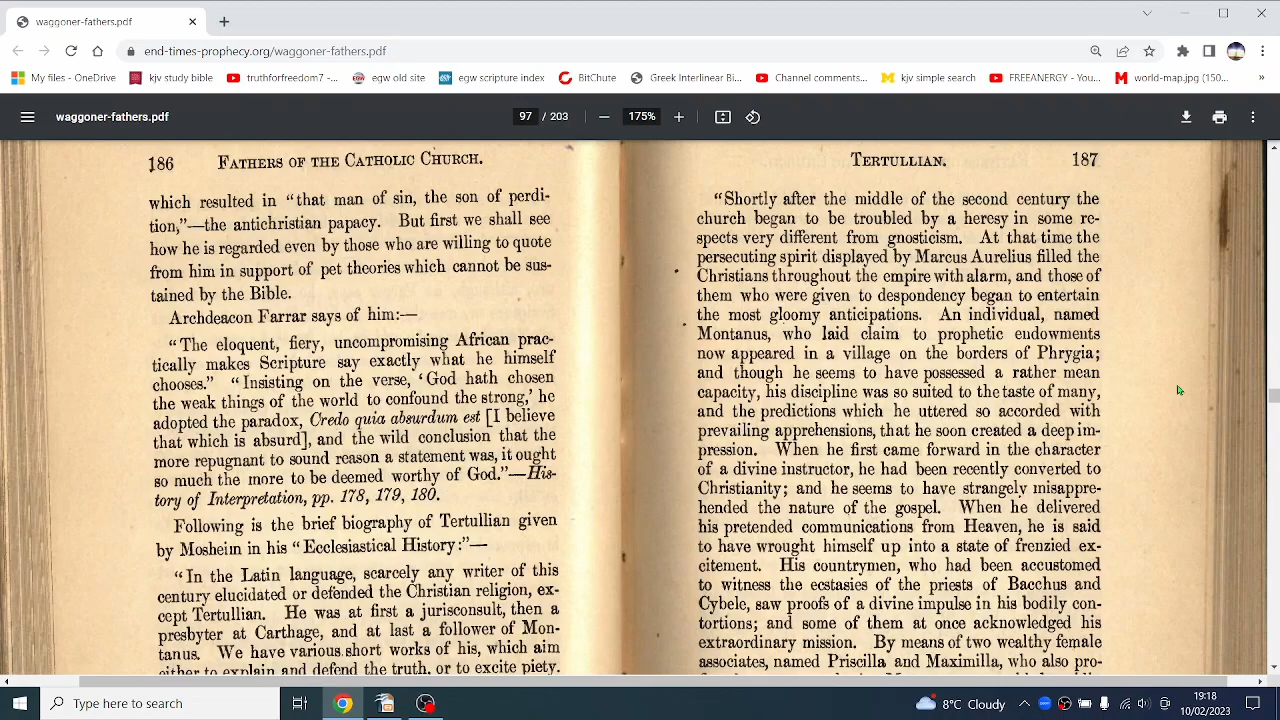 waggoner-fathers.pdf
end-times-prophecy.org/waggoner-fathers.pdf
My files - OneDrive
kjv study bible
truthforfreedom7 -...
egw old site
egw scripture index
BitChute
Greek Interlinear Bi...
Channel comments...
kjv simple search
FREEANERGY - You...
world-map.jpg (150...
waggoner-fathers.pdf
97 / 203
175%
186 FATHERS OF THE CATHOLIC CHURCH.
which resulted in “that man of sin, the son of perdi-
tion,”—the antichristian papacy. But first we shall see
how he is regarded even by those who are willing to quote
from him in support of pet theories which cannot be sus-
tained by the Bible.
Archdeacon Farrar says of him:—
“The eloquent, fiery, uncompromising African prac-
tically makes Scripture say exactly what he himself
chooses.” “Insisting on the verse, ‘God hath chosen
the weak things of the world to confound the strong,’ he
adopted the paradox, Credo quia absurdum est [I believe
that which is absurd], and the wild conclusion that the
more repugnant to sound reason a statement was, it ought
so much the more to be deemed worthy of God.”—His-
tory of Interpretation, pp. 178, 179, 180.
Following is the brief biography of Tertullian given
by Mosheim in his “Ecclesiastical History:”—
“In the Latin language, scarcely any writer of this
century elucidated or defended the Christian religion, ex-
cept Tertullian. He was at first a jurisconsult, then a
presbyter at Carthage, and at last a follower of Mon-
tanus. We have various short works of his, which aim
either to explain and defend the truth, or to excite piety.
TERTULLIAN. 187
“Shortly after the middle of the second century the
church began to be troubled by a heresy in some re-
spects very different from gnosticism. At that time the
persecuting spirit displayed by Marcus Aurelius filled the
Christians throughout the empire with alarm, and those of
them who were given to despondency began to entertain
the most gloomy anticipations. An individual, named
Montanus, who laid claim to prophetic endowments
now appeared in a village on the borders of Phrygia;
and though he seems to have possessed a rather mean
capacity, his discipline was so suited to the taste of many,
and the predictions which he uttered so accorded with
prevailing apprehensions, that he soon created a deep im-
pression. When he first came forward in the character
of a divine instructor, he had been recently converted to
Christianity; and he seems to have strangely misappre-
hended the nature of the gospel. When he delivered
his pretended communications from Heaven, he is said
to have wrought himself up into a state of frenzied ex-
citement. His countrymen, who had been accustomed
to witness the ecstasies of the priests of Bacchus and
Cybele, saw proofs of a divine impulse in his bodily con-
tortions; and some of them at once acknowledged his
extraordinary mission. By means of two wealthy female
associates, named Priscilla and Maximilla, who also pro-
Type here to search
8°C Cloudy
19:18
10/02/2023